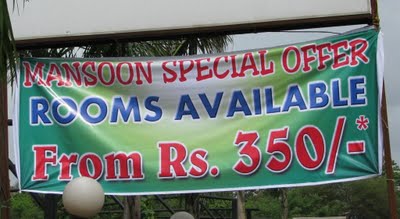 MANSOON SPECIAL OFFER
ROOMS AVAILABLE
From Rs. 350/-*